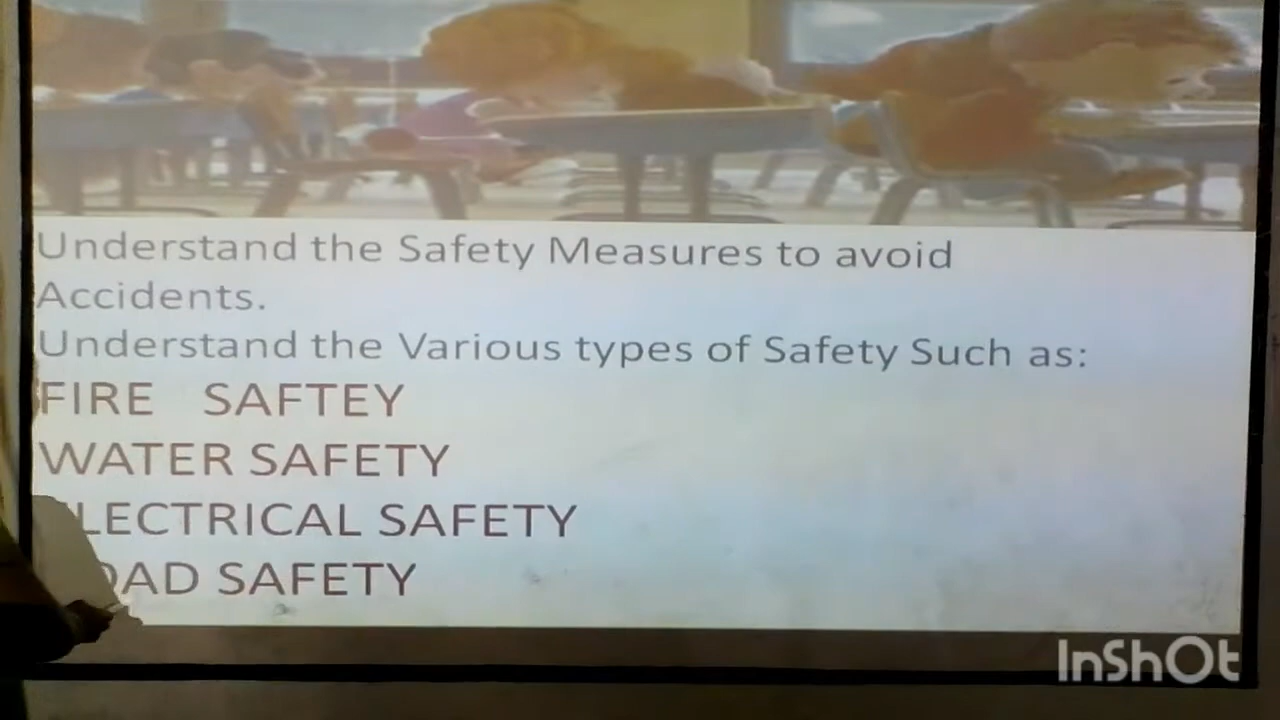 Understand the Safety Measures to avoid
Accidents.
Understand the Various types of Safety Such as:
FIRE SAFTEY
WATER SAFETY
LECTRICAL SAFETY
OAD SAFETY
InShOt